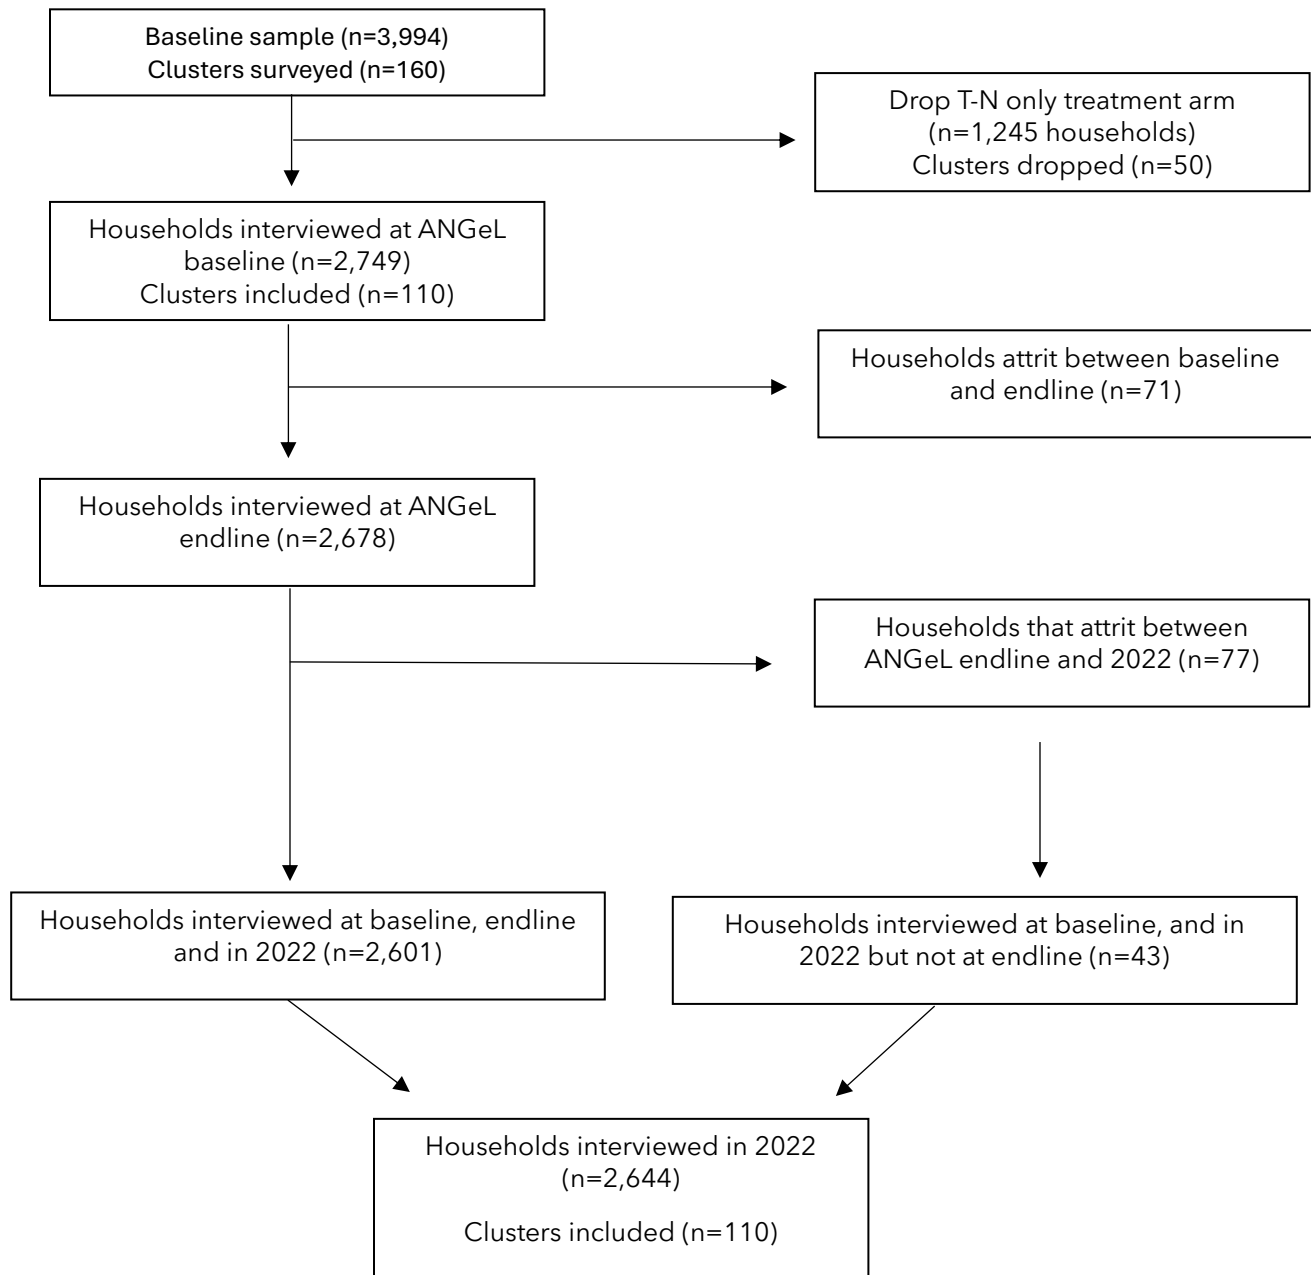 Baseline sample (n=3,994)
Clusters surveyed (n=160)
Drop T-N only treatment arm
(n=1,245 households)
Clusters dropped (n=50)
Households interviewed at ANGeL
baseline (n=2,749)
Clusters included (n=110)
Households attrit between baseline
and endline (n=71)
Households interviewed at ANGeL
endline (n=2,678)
Households that attrit between
ANGeL endline and 2022 (n=77)
Households interviewed at baseline, endline
and in 2022 (n=2,601)
Households interviewed at baseline, and in
2022 but not at endline (n=43)
Households interviewed in 2022
(n=2,644)
Clusters included (n=110)